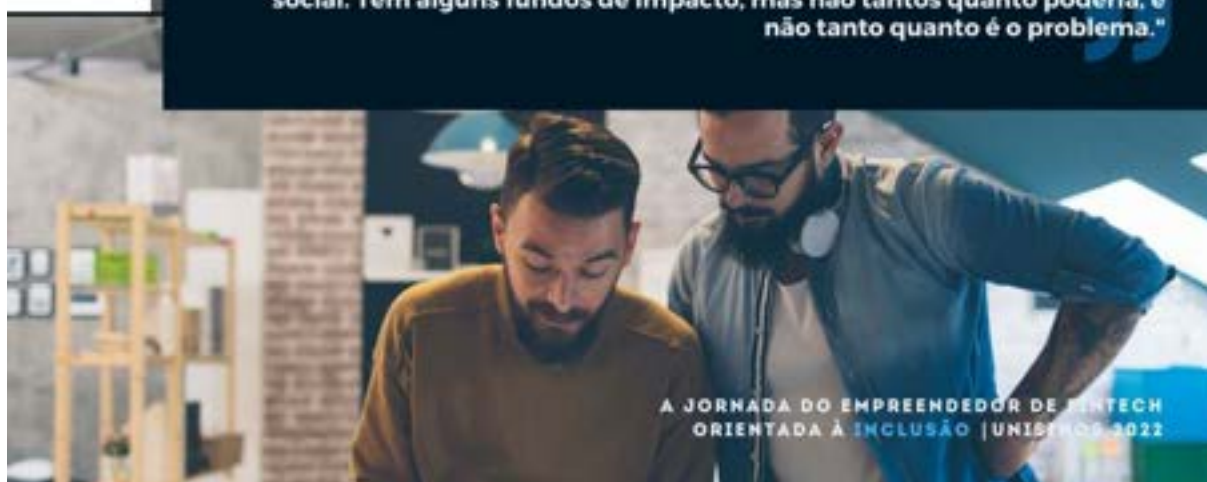 social. Tem alguns fundos de impacto, mas não tantos quanto poderia, e
não tanto quanto é o problema."
A JORNADA DO EMPREENDEDOR DE FINTECH
ORIENTADA À INCLUSÃO | UNISINOS 2022